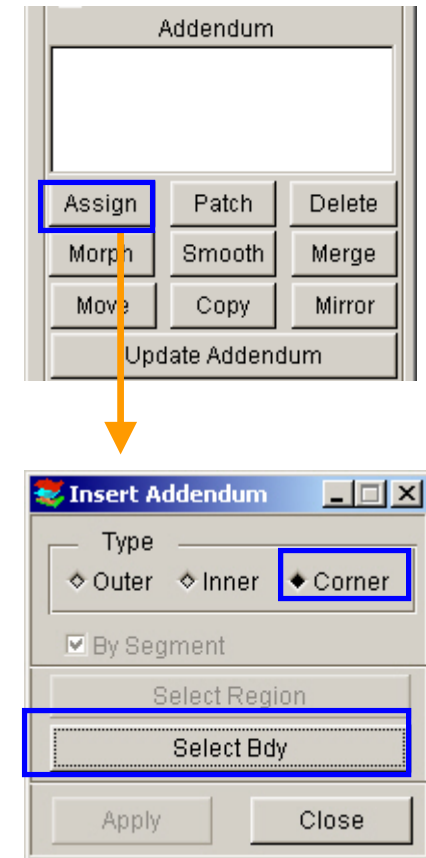 Addendum
Assign Patch Delete
Morph Smooth Merge
Move Copy Mirror
Update Addendum
Insert Addendum
Type
Outer Inner Corner
By Segment
Select Region
Select Bdy
Apply Close